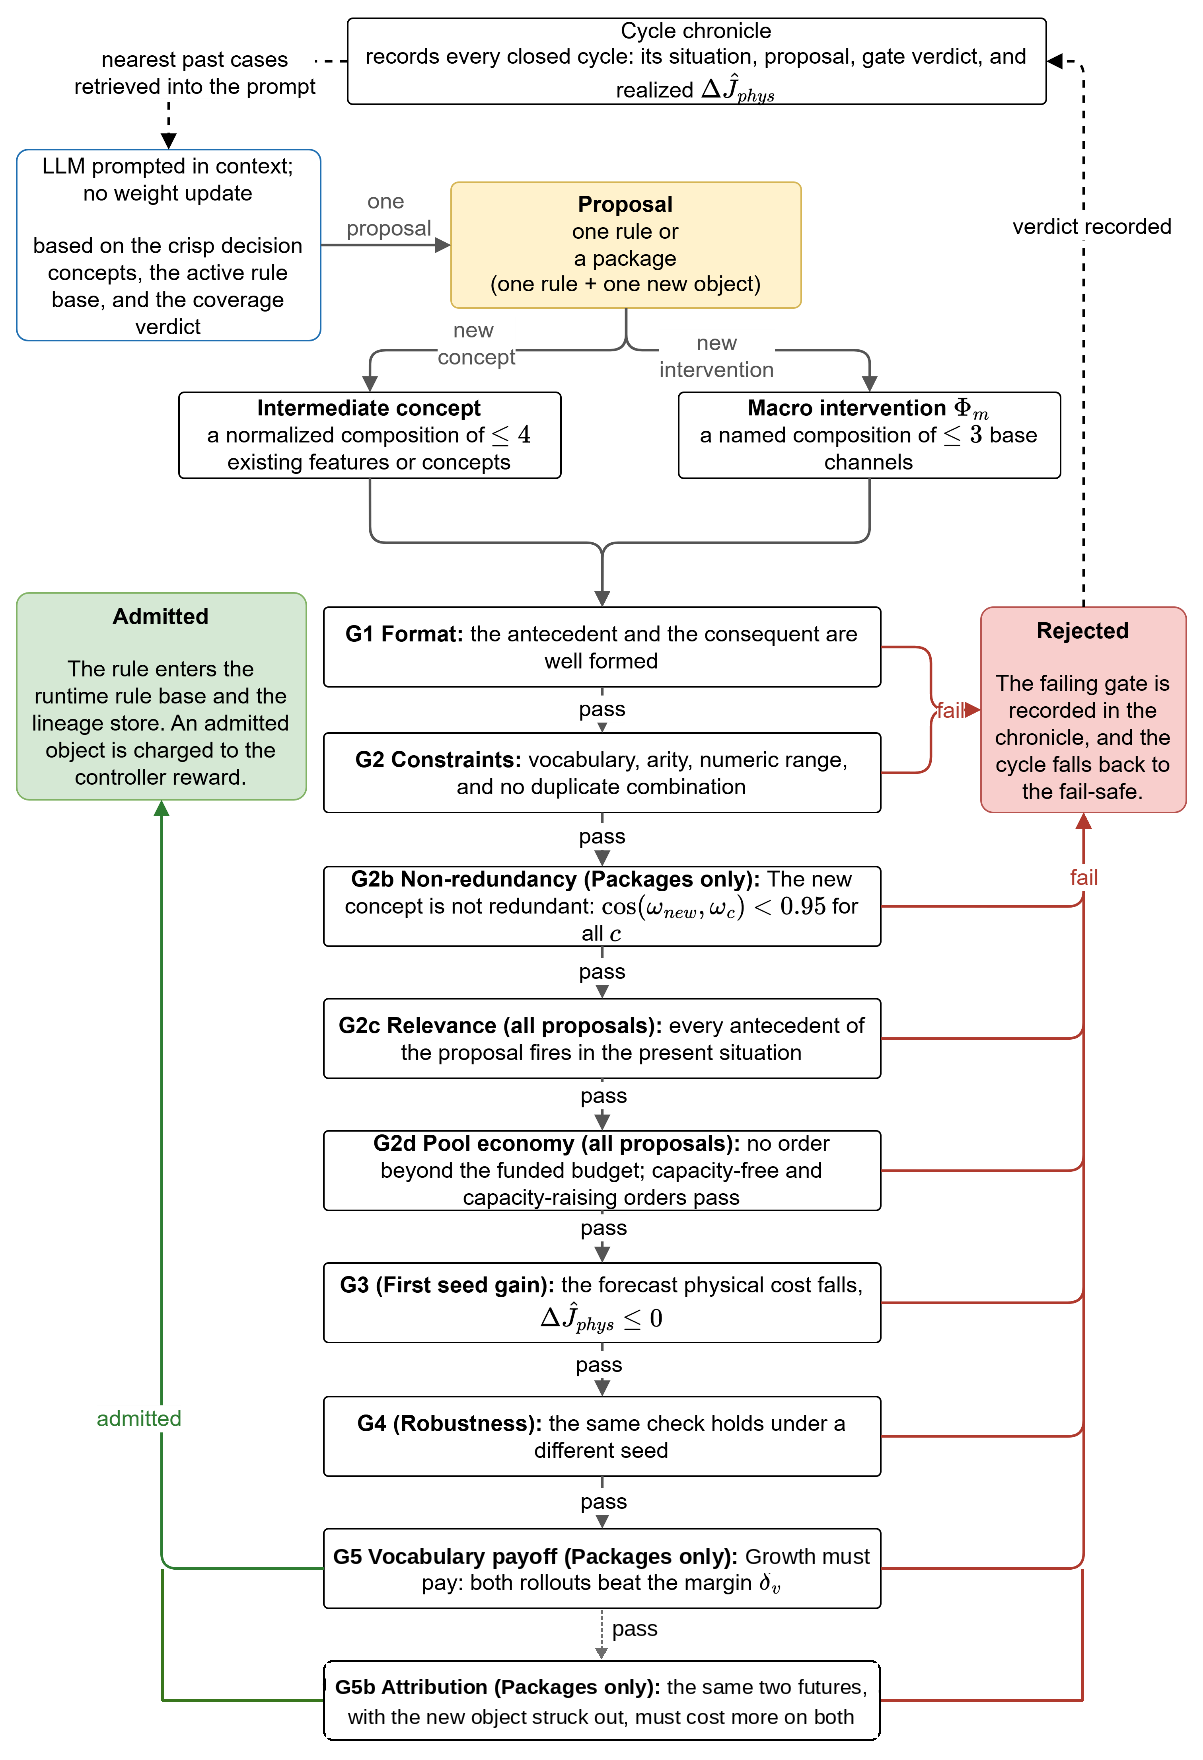 Cycle chronicle
records every closed cycle: its situation, proposal, gate verdict, and
realized ΔĴ_phys
nearest past cases
retrieved into the prompt
LLM prompted in context;
no weight update
based on the crisp decision
concepts, the active rule
base, and the coverage
verdict
one
proposal
Proposal
one rule or
a package
(one rule + one new object)
verdict recorded
new
concept
new
intervention
Intermediate concept
a normalized composition of ≤ 4
existing features or concepts
Macro intervention Φ_m
a named composition of ≤ 3 base
channels
Admitted
The rule enters the
runtime rule base and the
lineage store. An admitted
object is charged to the
controller reward.
G1 Format: the antecedent and the consequent are
well formed
fail
Rejected
The failing gate is
recorded in the
chronicle, and the
cycle falls back to
the fail-safe.
pass
G2 Constraints: vocabulary, arity, numeric range,
and no duplicate combination
pass
G2b Non-redundancy (Packages only): The new
concept is not redundant: cos(ω_new, ω_c) < 0.95 for
all c
fail
pass
G2c Relevance (all proposals): every antecedent of
the proposal fires in the present situation
pass
G2d Pool economy (all proposals): no order
beyond the funded budget; capacity-free and
capacity-raising orders pass
pass
G3 (First seed gain): the forecast physical cost falls,
ΔĴ_phys ≤ 0
pass
G4 (Robustness): the same check holds under a
different seed
admitted
pass
G5 Vocabulary payoff (Packages only): Growth must
pay: both rollouts beat the margin δ_v
pass
G5b Attribution (Packages only): the same two futures,
with the new object struck out, must cost more on both